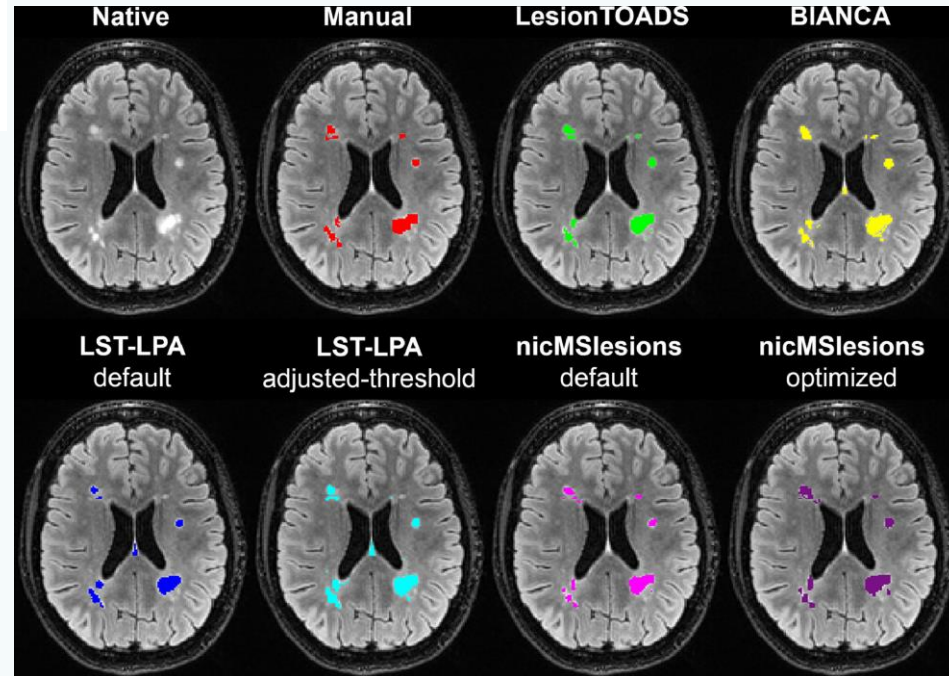 Native
Manual
LesionTOADS
BIANCA
LST-LPA
default
LST-LPA
adjusted-threshold
nicMSlesions
default
nicMSlesions
optimized